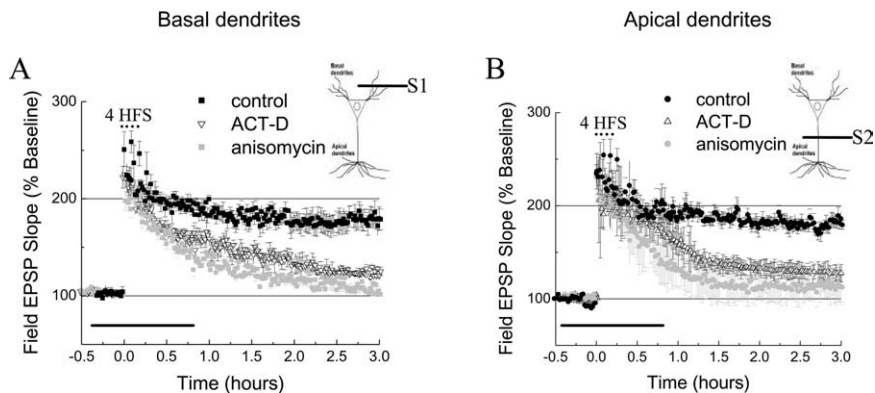 Basal dendrites
Apical dendrites
A
Basal
dendrites
S1
4 HFS
control
ACT-D
anisomycin
Apical
dendrites
300
200
100
Field EPSP Slope (% Baseline)
-0.5 0.0 0.5 1.0 1.5 2.0 2.5 3.0
Time (hours)
B
Basal
dendrites
4 HFS
control
ACT-D
anisomycin
S2
Apical
dendrites
300
200
100
Field EPSP Slope (% Baseline)
-0.5 0.0 0.5 1.0 1.5 2.0 2.5 3.0
Time (hours)